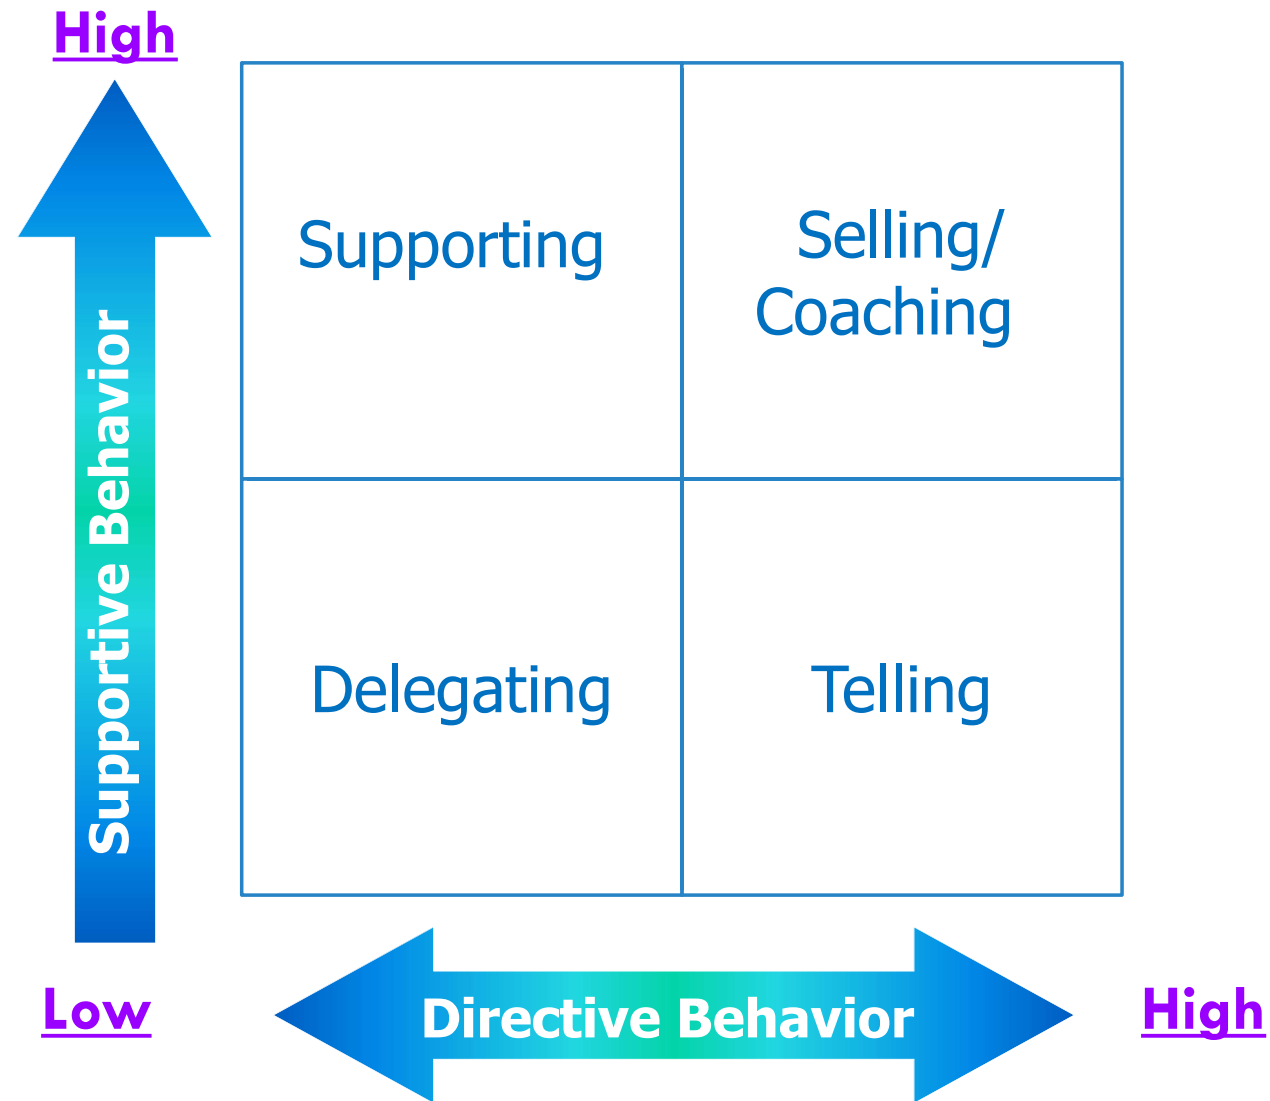 High
Supportive Behavior
Supporting
Selling/
Coaching
Delegating
Telling
Low
Directive Behavior
High